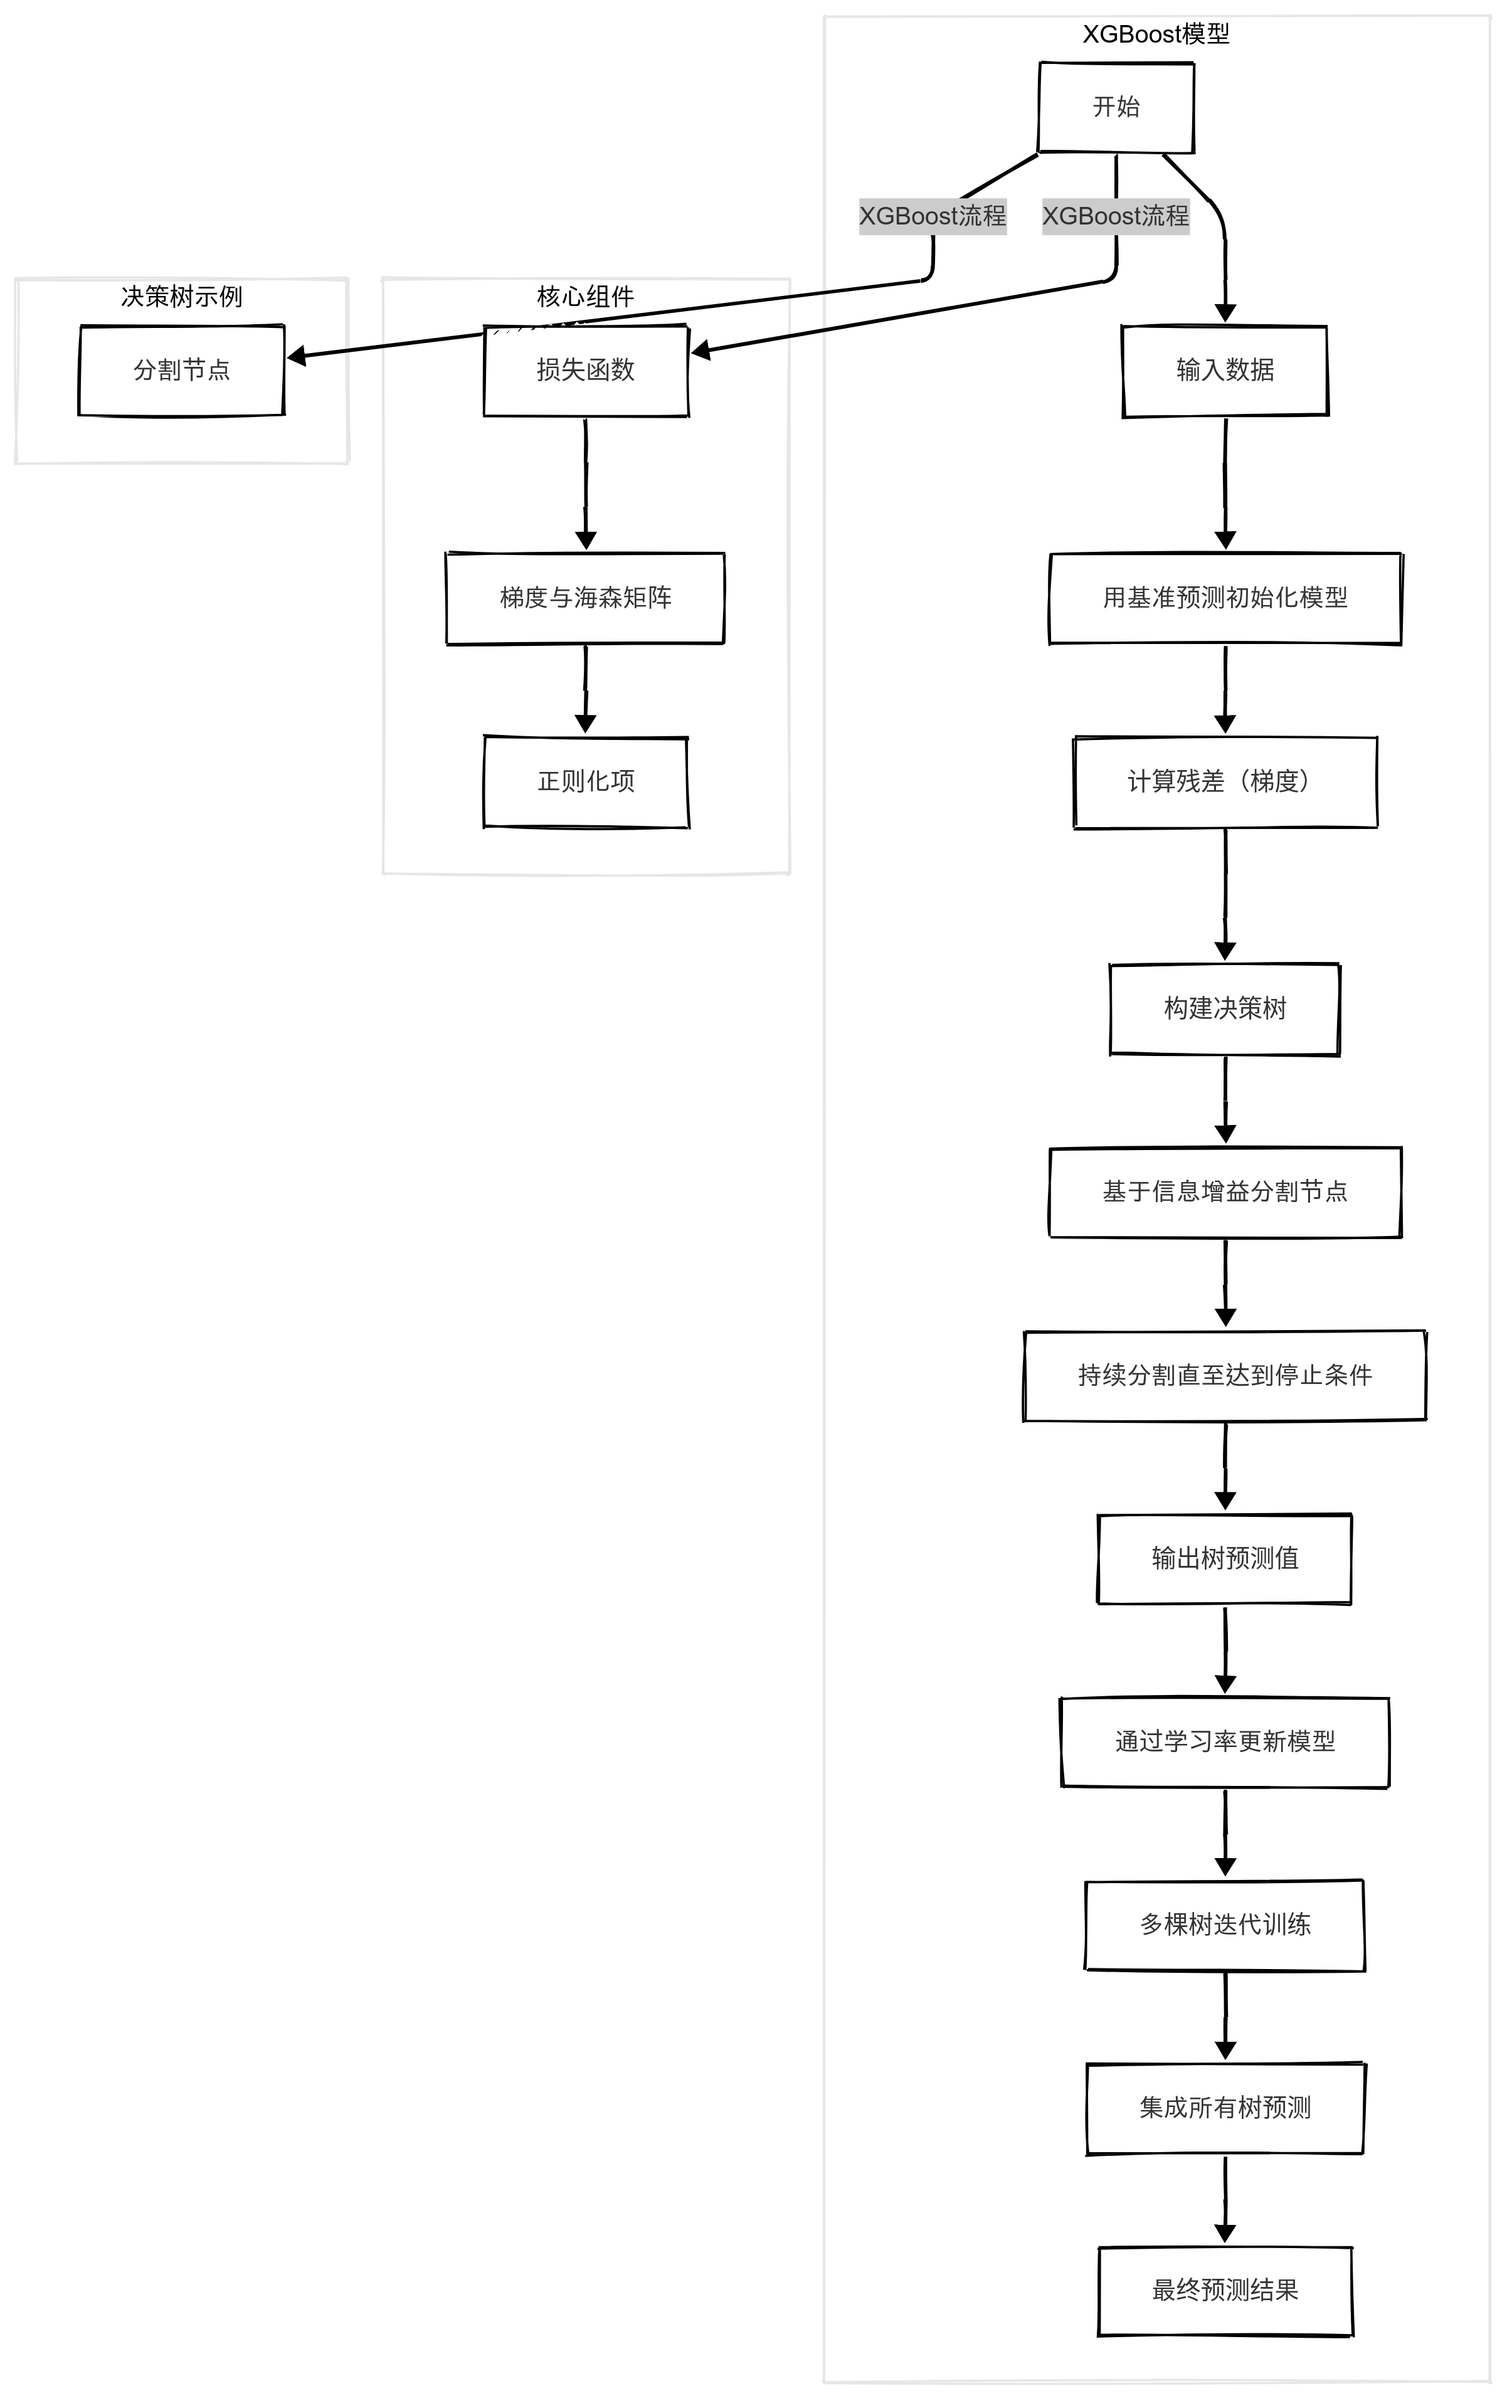 XGBoost模型
开始
XGBoost流程
XGBoost流程
决策树示例
分割节点
核心组件
损失函数
梯度与海森矩阵
正则化项
输入数据
用基准预测初始化模型
计算残差（梯度）
构建决策树
基于信息增益分割节点
持续分割直至达到停止条件
输出树预测值
通过学习率更新模型
多棵树迭代训练
集成所有树预测
最终预测结果